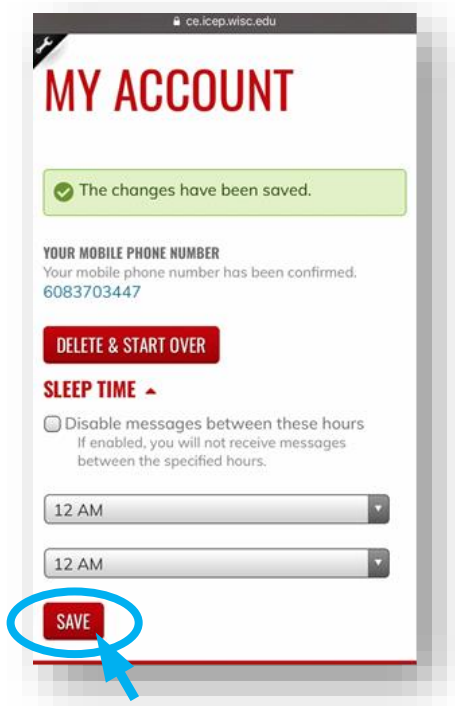 ce.icep.wisc.edu
MY ACCOUNT
The changes have been saved.
YOUR MOBILE PHONE NUMBER
Your mobile phone number has been confirmed.
6083703447
DELETE & START OVER
SLEEP TIME
Disable messages between these hours
If enabled, you will not receive messages
between the specified hours.
12 AM
12 AM
SAVE